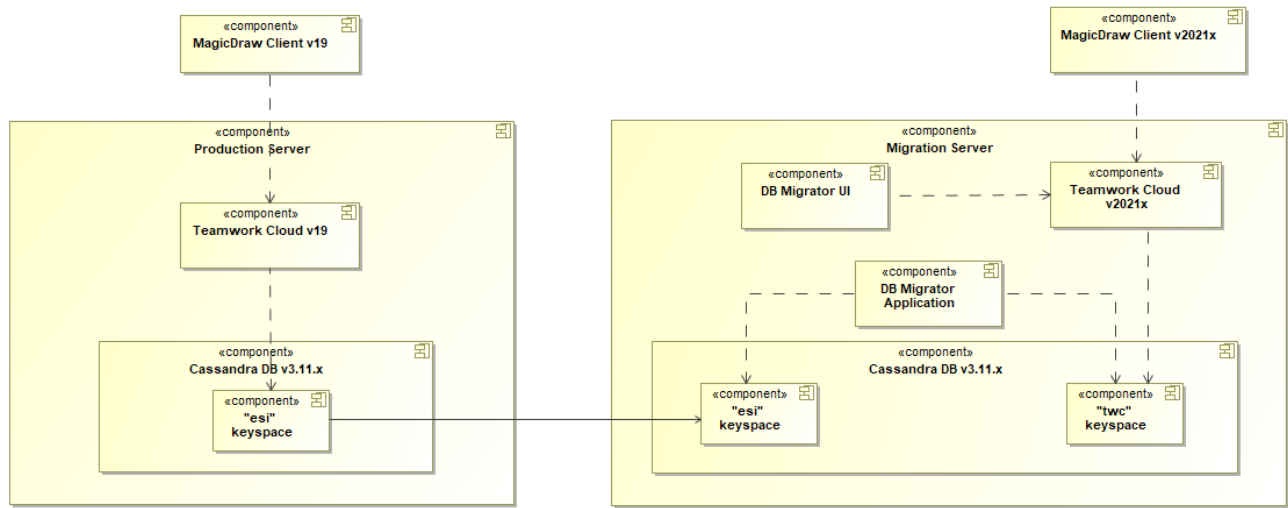 «component»
MagicDraw Client v19
«component»
MagicDraw Client v2021x
«component»
Production Server
«component»
Teamwork Cloud v19
«component»
Cassandra DB v3.11.x
«component»
"esi"
keyspace
«component»
Migration Server
«component»
DB Migrator UI
«component»
Teamwork Cloud
v2021x
«component»
DB Migrator
Application
«component»
Cassandra DB v3.11.x
«component»
"esi"
keyspace
«component»
"twc"
keyspace